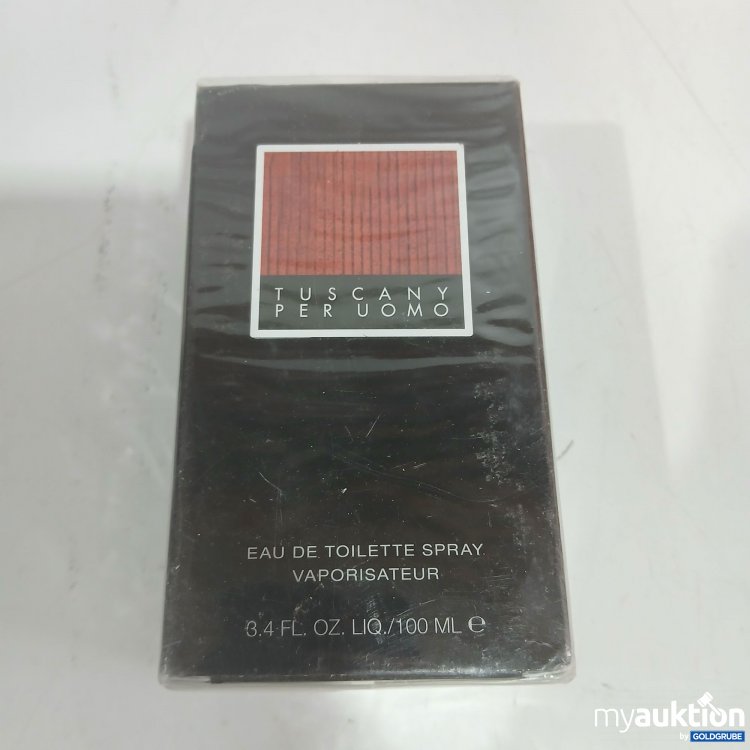 TUSCANY
PER UOMO
EAU DE TOILETTE SPRAY
VAPORISATEUR
3.4 FL. OZ. LIQ./100 ML ℮
myauktion
by GOLDGRUBE